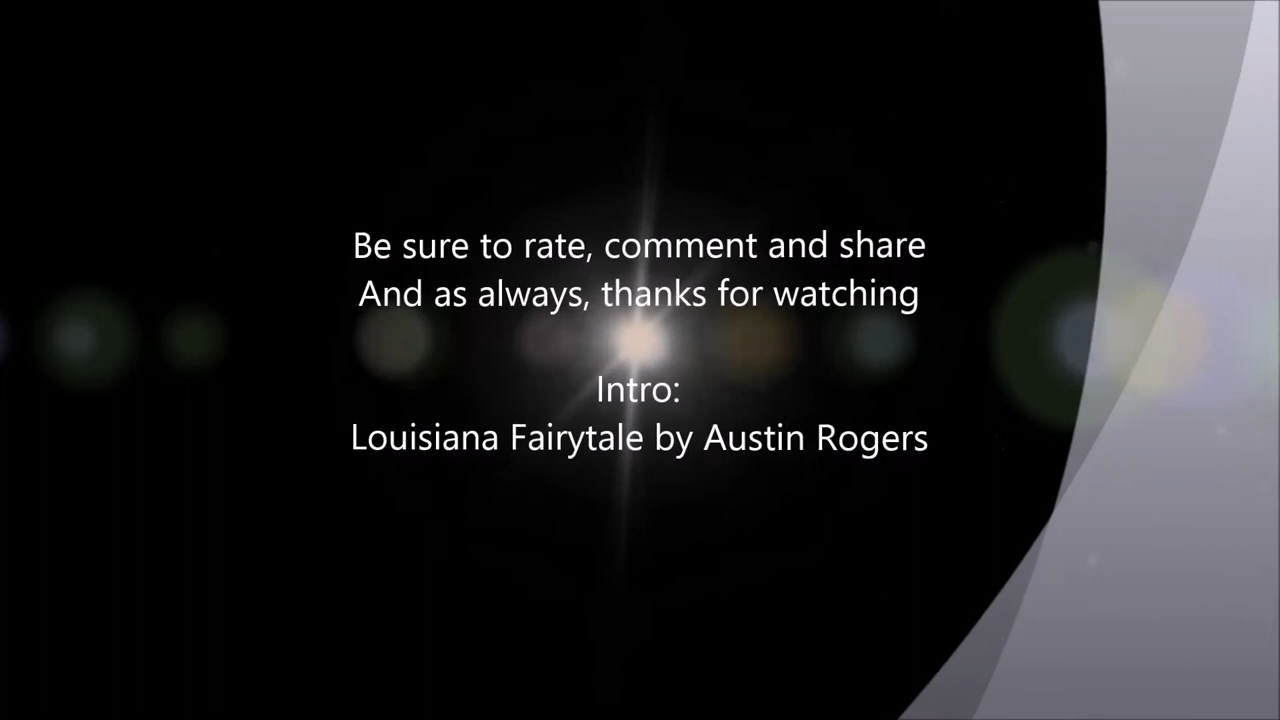 Be sure to rate, comment and share
And as always, thanks for watching
Intro:
Louisiana Fairytale by Austin Rogers